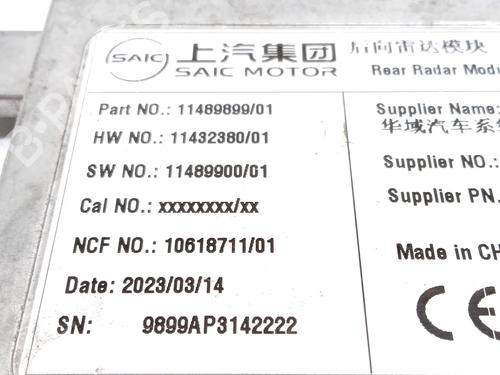 SAIC 上汽集团 后向雷达模块
SAIC MOTOR Rear Radar Modu
Part NO.: 11489899/01 Supplier Name:
HW NO.: 11432380/01 华域汽车系统
SW NO.: 11489900/01 Supplier NO.:
Cal NO.: xxxxxxxx/xx Supplier PN.
NCF NO.: 10618711/01 Made in CH
Date: 2023/03/14 CE
SN: 9899AP3142222
B-PARTS